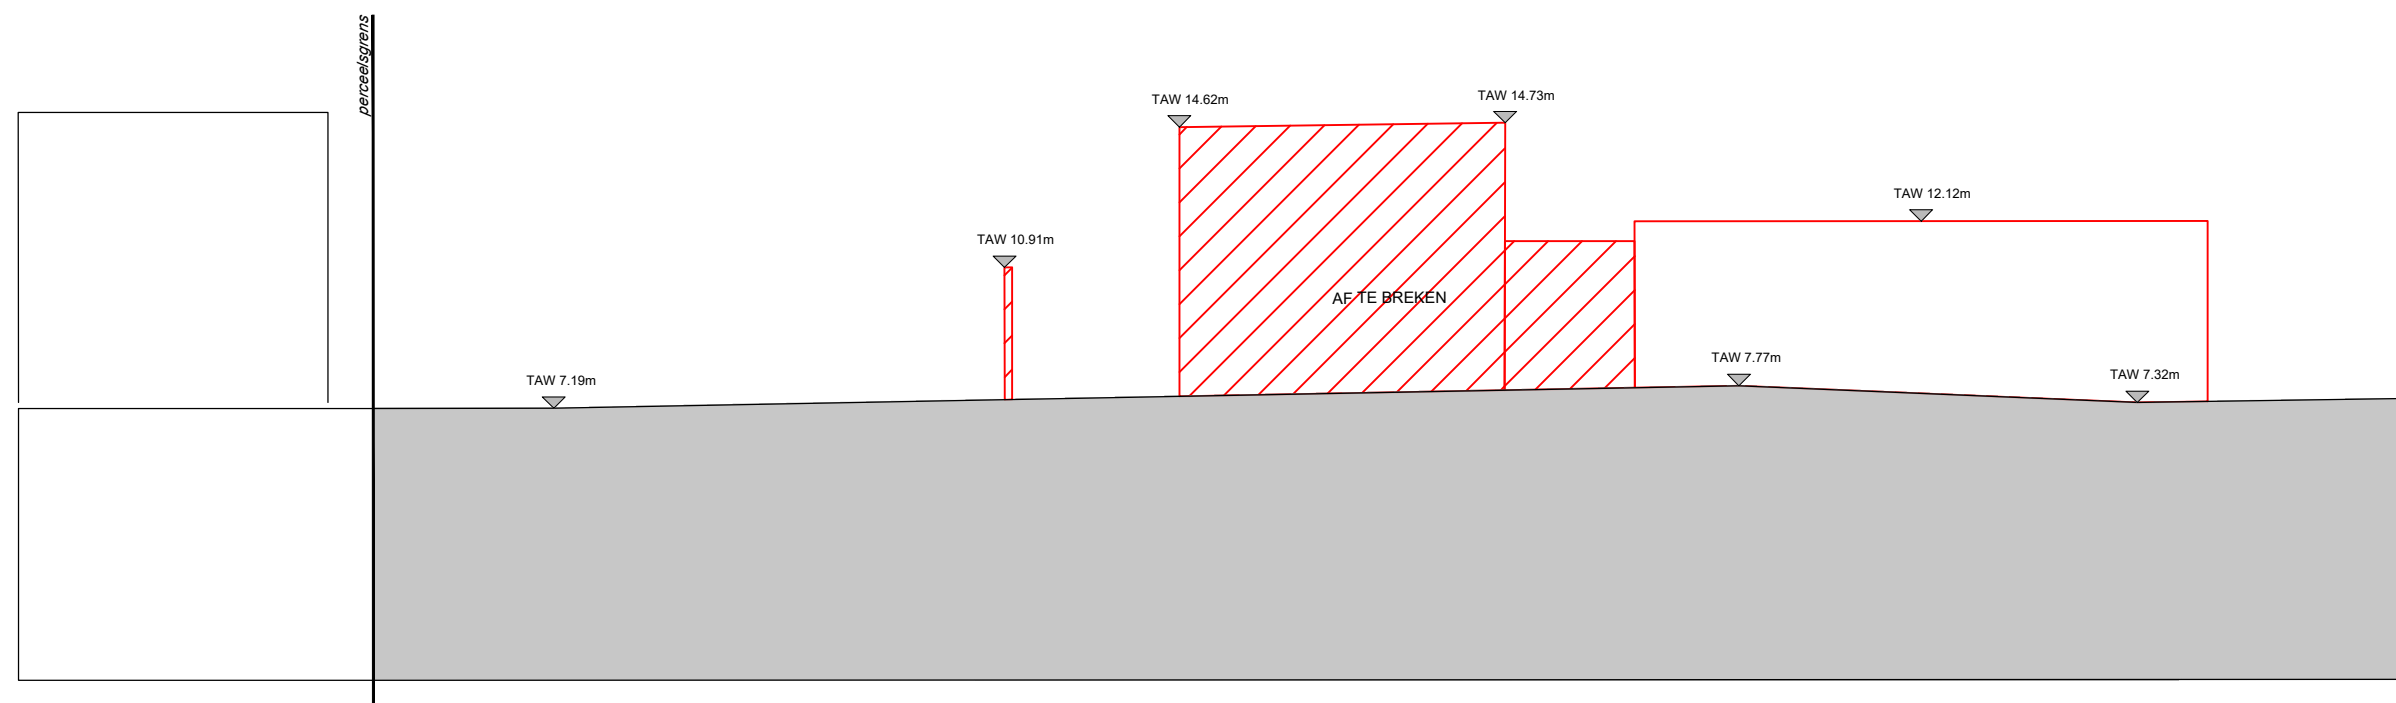 perceelsgrens
TAW 14.62m
TAW 14.73m
TAW 12.12m
TAW 10.91m
AF TE BREKEN
TAW 7.77m
TAW 7.32m
TAW 7.19m